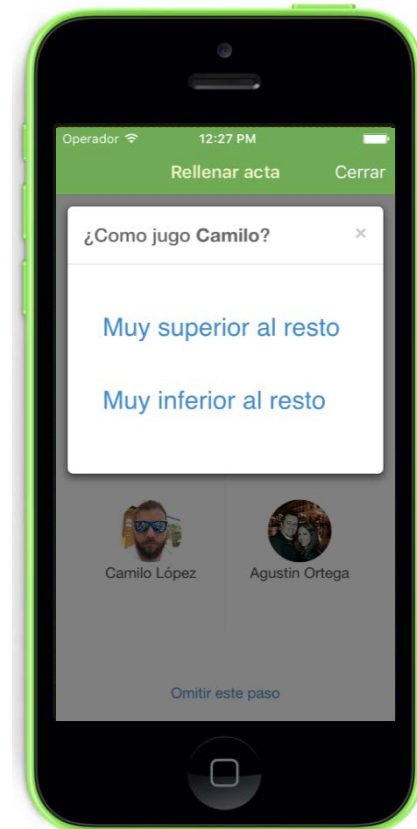 Operador 12:27 PM
Rellenar acta Cerrar
¿Como jugo Camilo? ×
Muy superior al resto
Muy inferior al resto
Camilo López Agustin Ortega
Omitir este paso